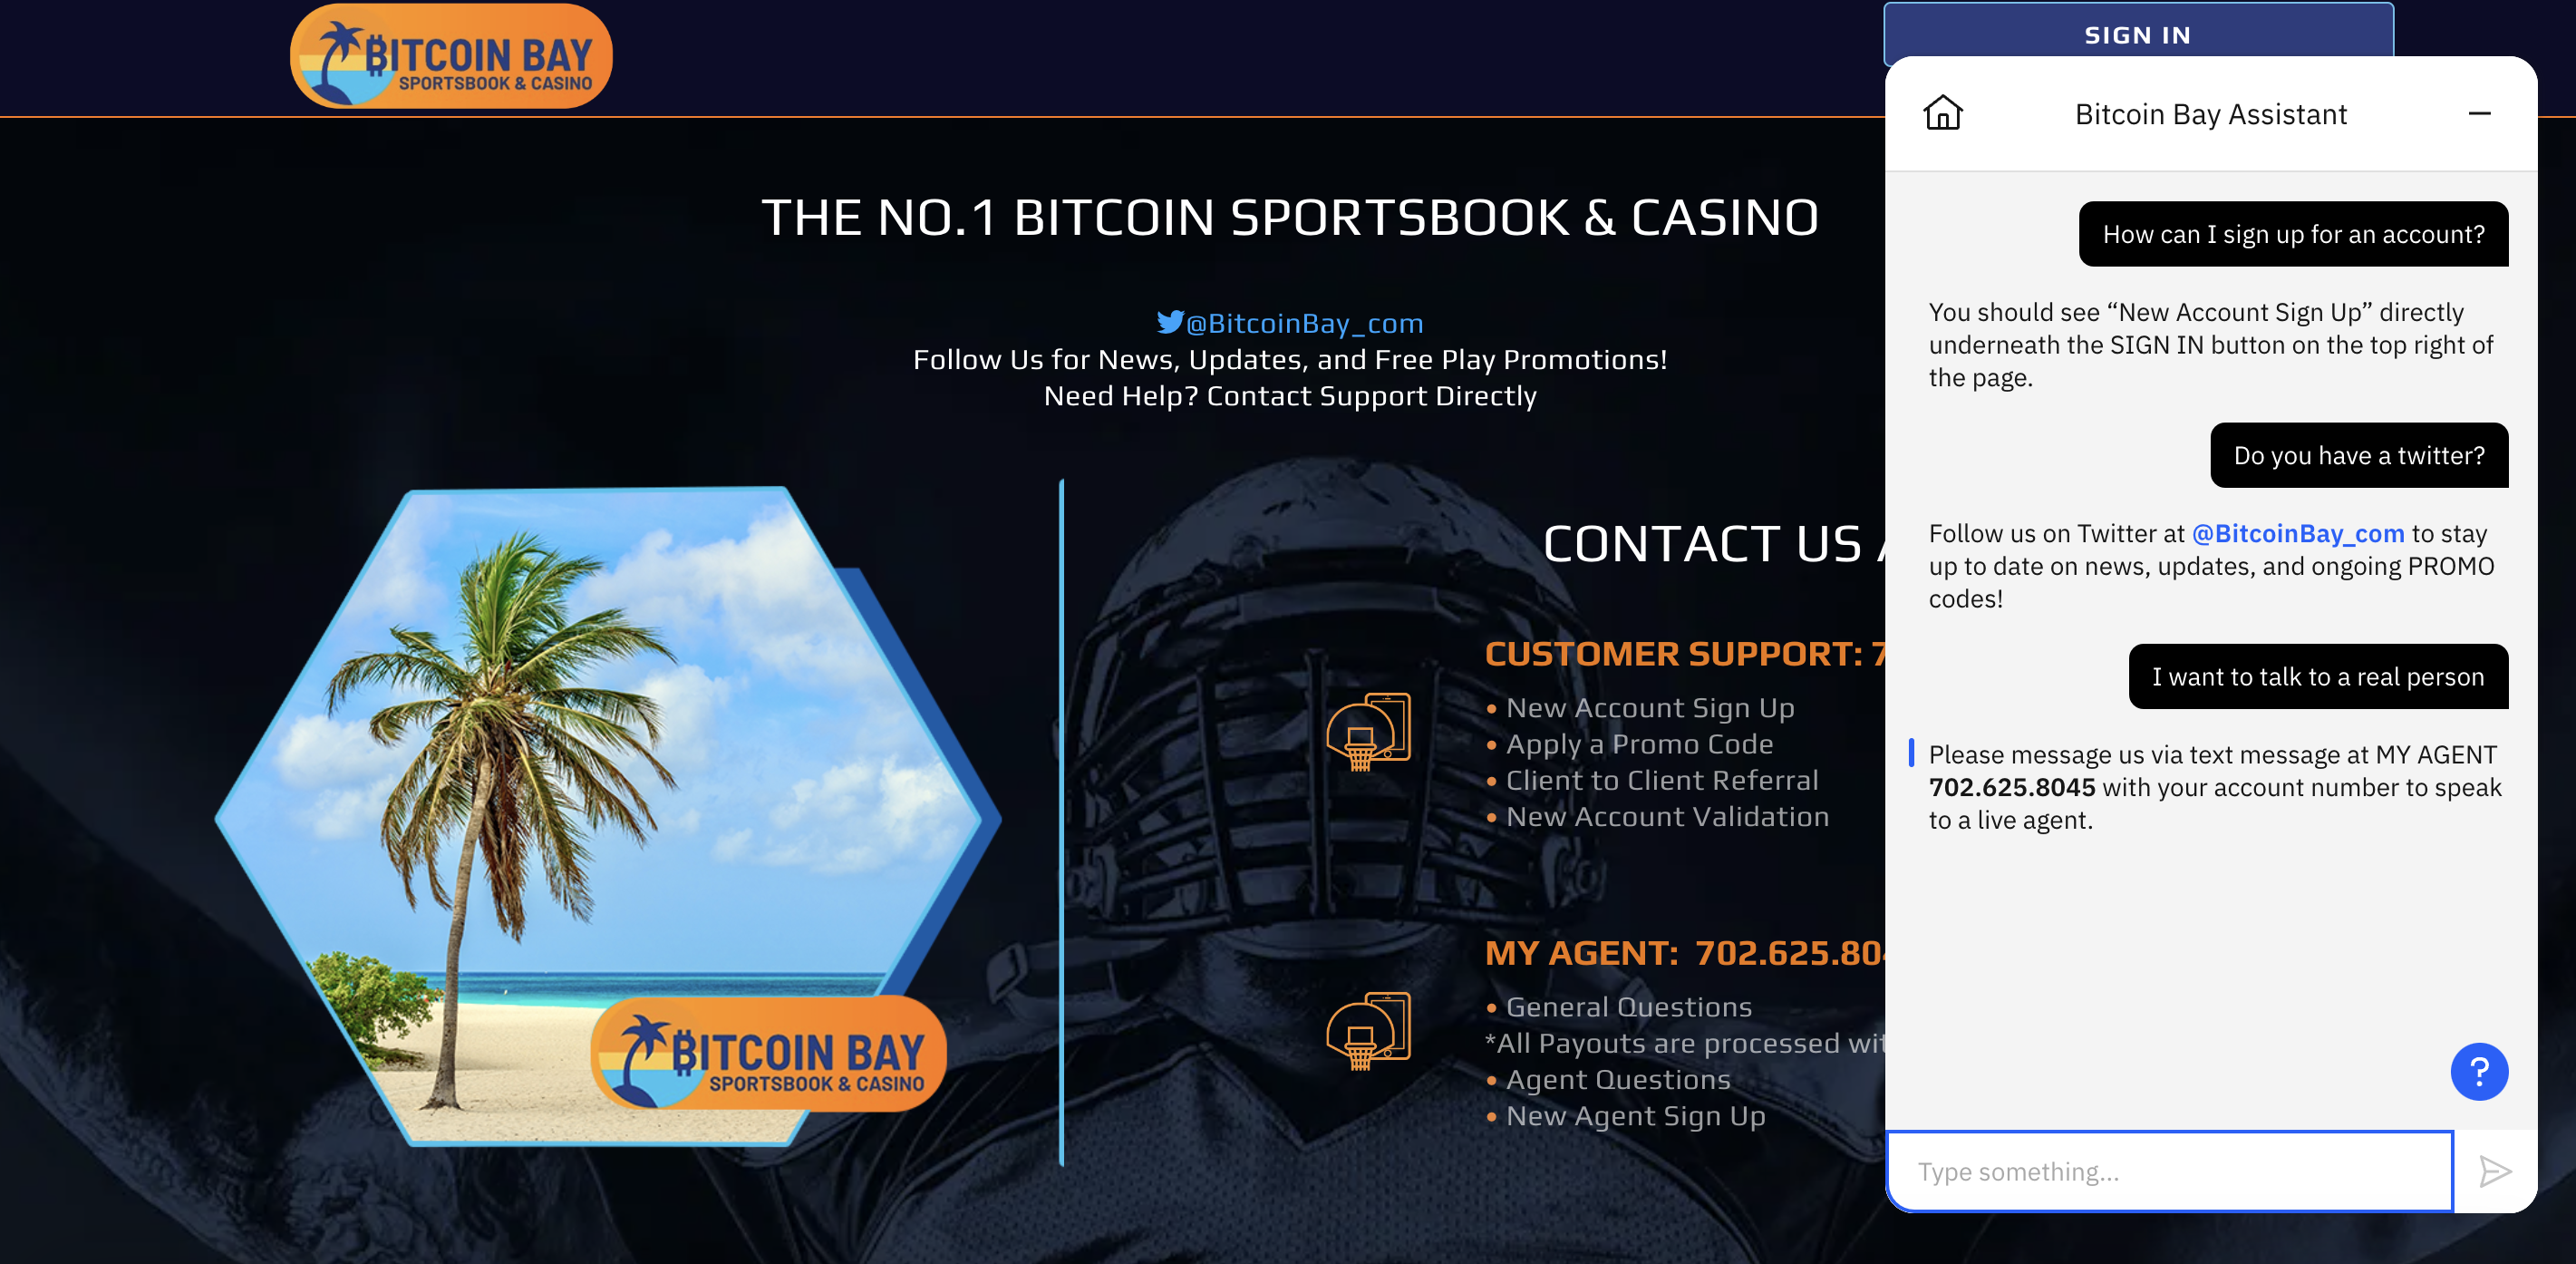 BITCOIN BAY
SPORTSBOOK & CASINO
SIGN IN
THE NO.1 BITCOIN SPORTSBOOK & CASINO
@BitcoinBay_com
Follow Us for News, Updates, and Free Play Promotions!
Need Help? Contact Support Directly
BITCOIN BAY
SPORTSBOOK & CASINO
CONTACT US
CUSTOMER SUPPORT: 7
• New Account Sign Up
• Apply a Promo Code
• Client to Client Referral
• New Account Validation
MY AGENT: 702.625.80
• General Questions
*All Payouts are processed wit
• Agent Questions
• New Agent Sign Up
Bitcoin Bay Assistant
How can I sign up for an account?
You should see “New Account Sign Up” directly
underneath the SIGN IN button on the top right of
the page.
Do you have a twitter?
Follow us on Twitter at @BitcoinBay_com to stay
up to date on news, updates, and ongoing PROMO
codes!
I want to talk to a real person
Please message us via text message at MY AGENT
702.625.8045 with your account number to speak
to a live agent.
?
Type something...